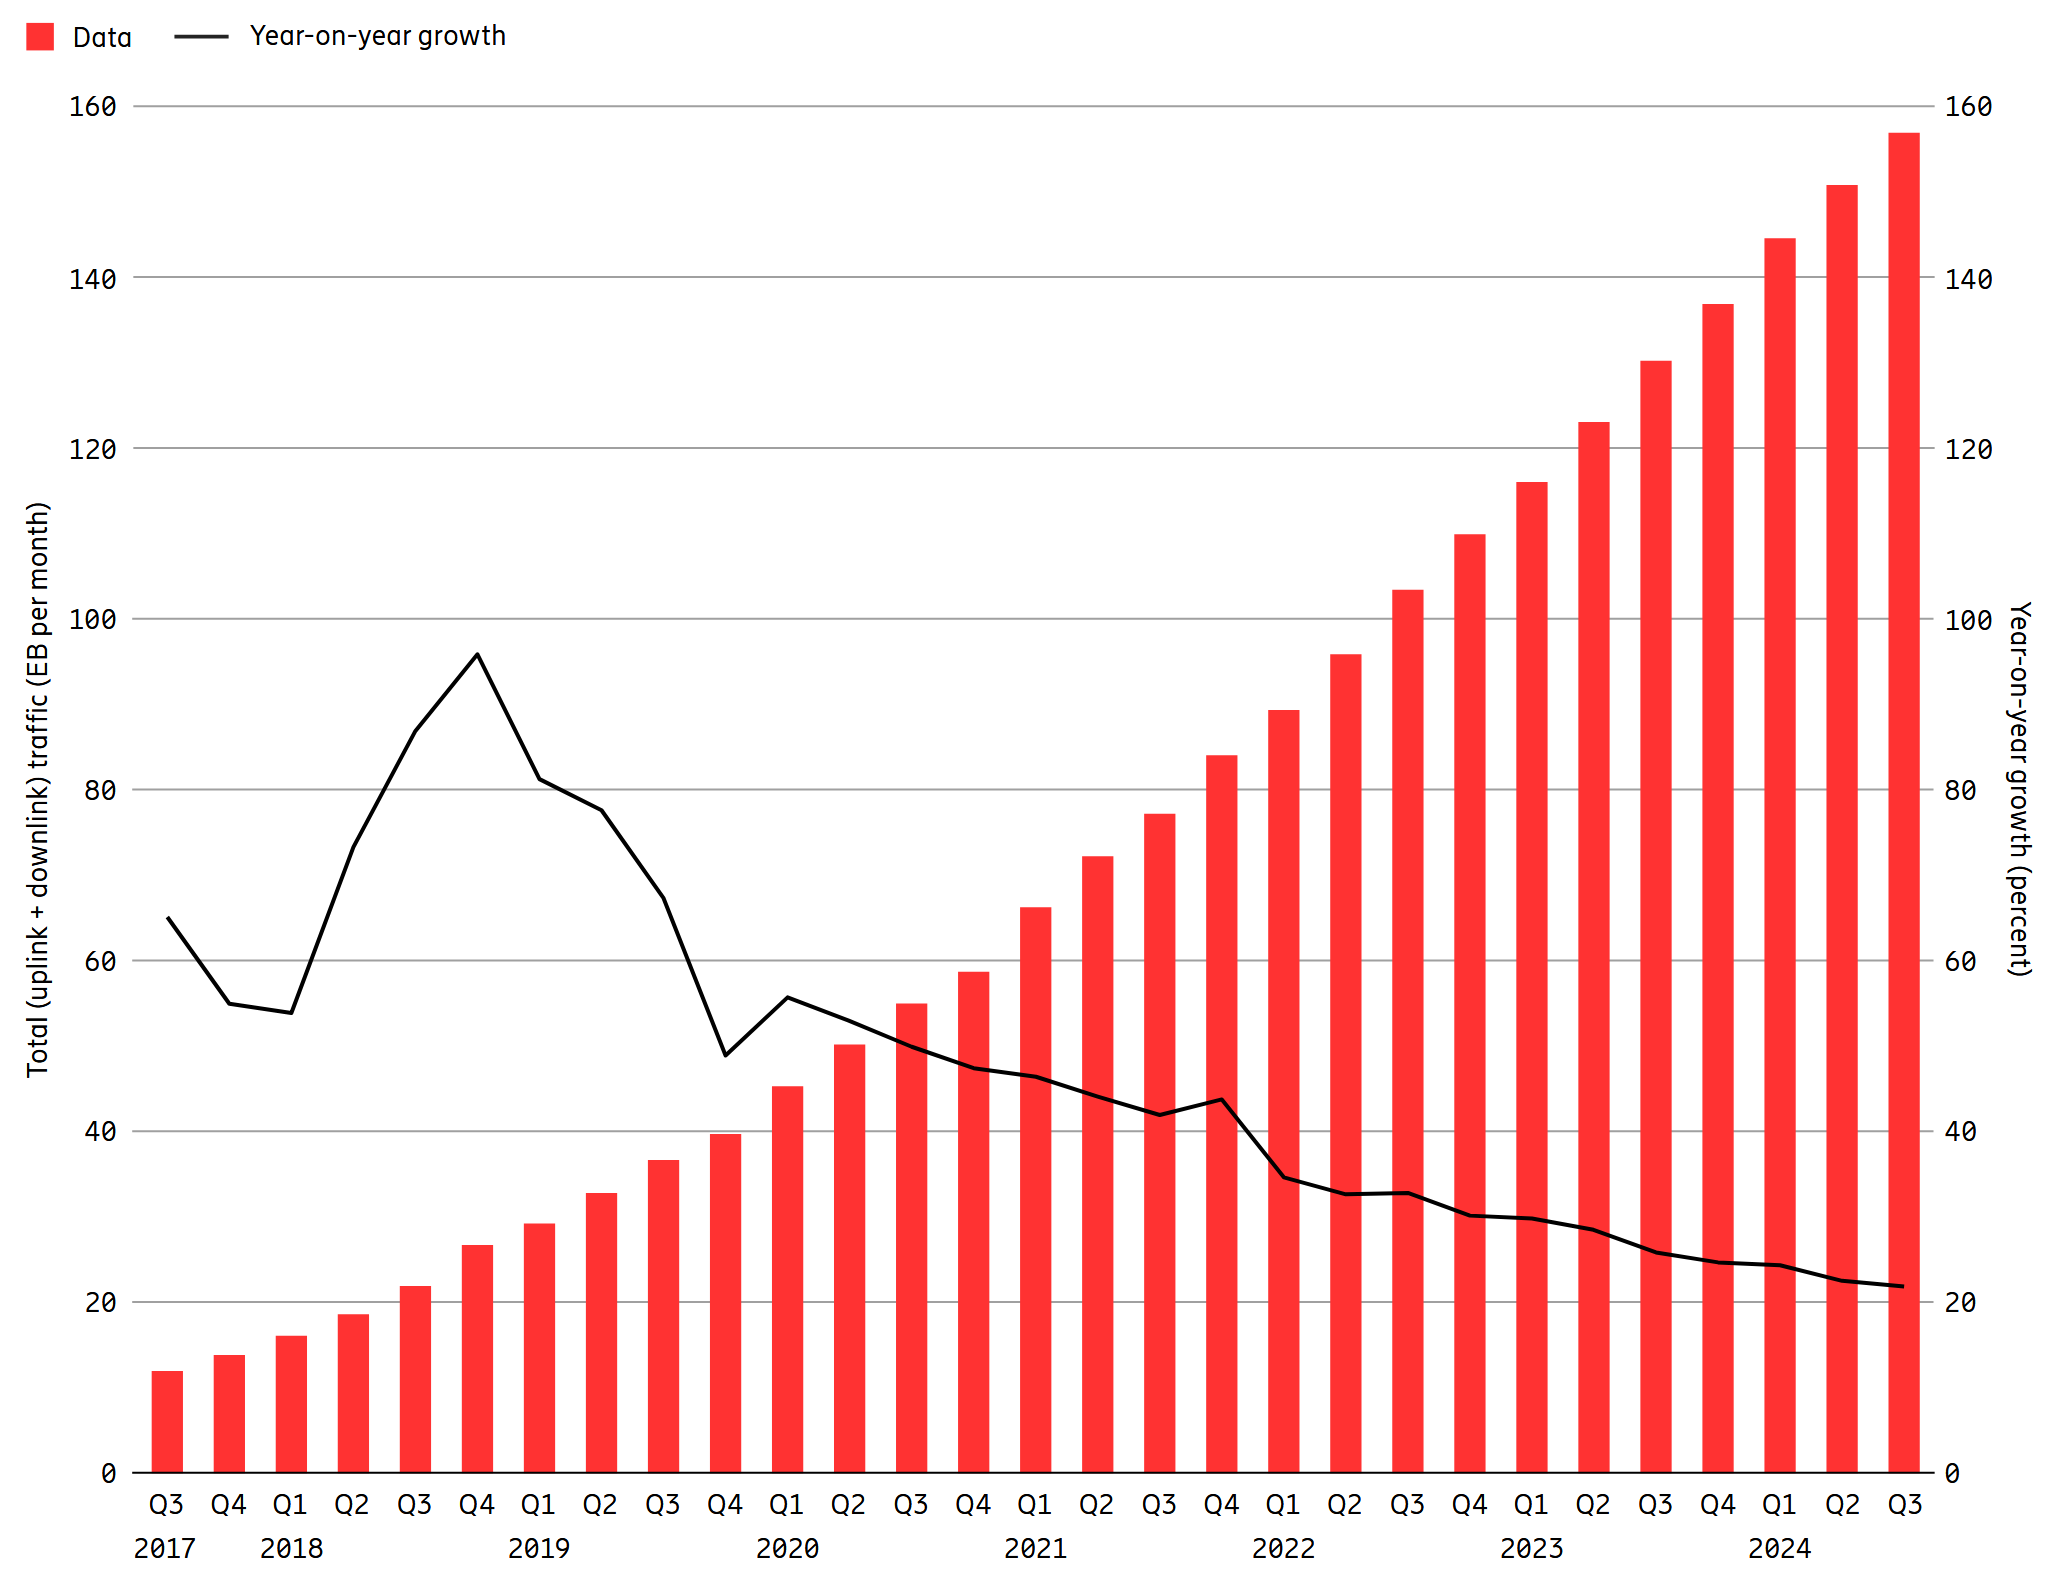 Data Year-on-year growth
160 160
140 140
120 120
100 100
80 80
60 60
40 40
20 20
0 0
Total (uplink + downlink) traffic (EB per month)
Year-on-year growth (percent)
Q3 Q4 Q1 Q2 Q3 Q4 Q1 Q2 Q3 Q4 Q1 Q2 Q3 Q4 Q1 Q2 Q3 Q4 Q1 Q2 Q3 Q4 Q1 Q2 Q3 Q4 Q1 Q2 Q3
2017 2018 2019 2020 2021 2022 2023 2024